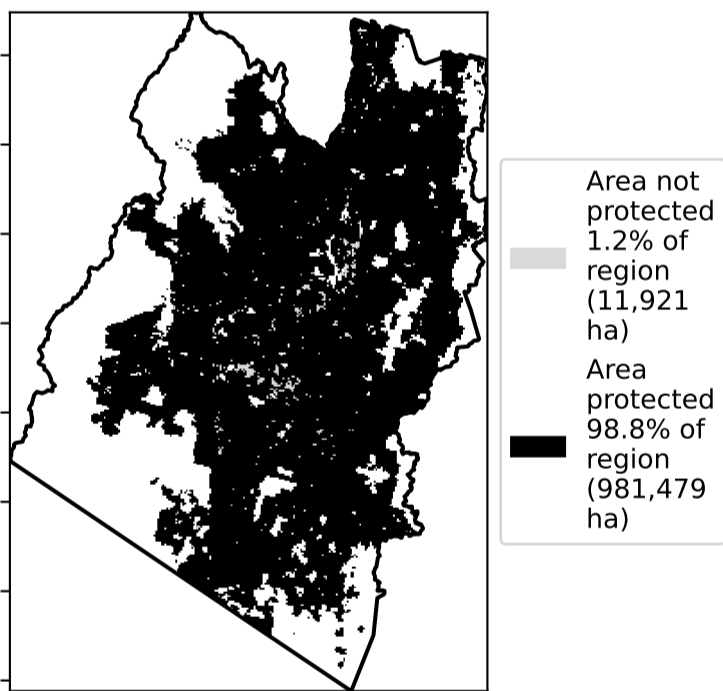 Area not
protected
1.2% of
region
(11,921
ha)
Area
protected
98.8% of
region
(981,479
ha)